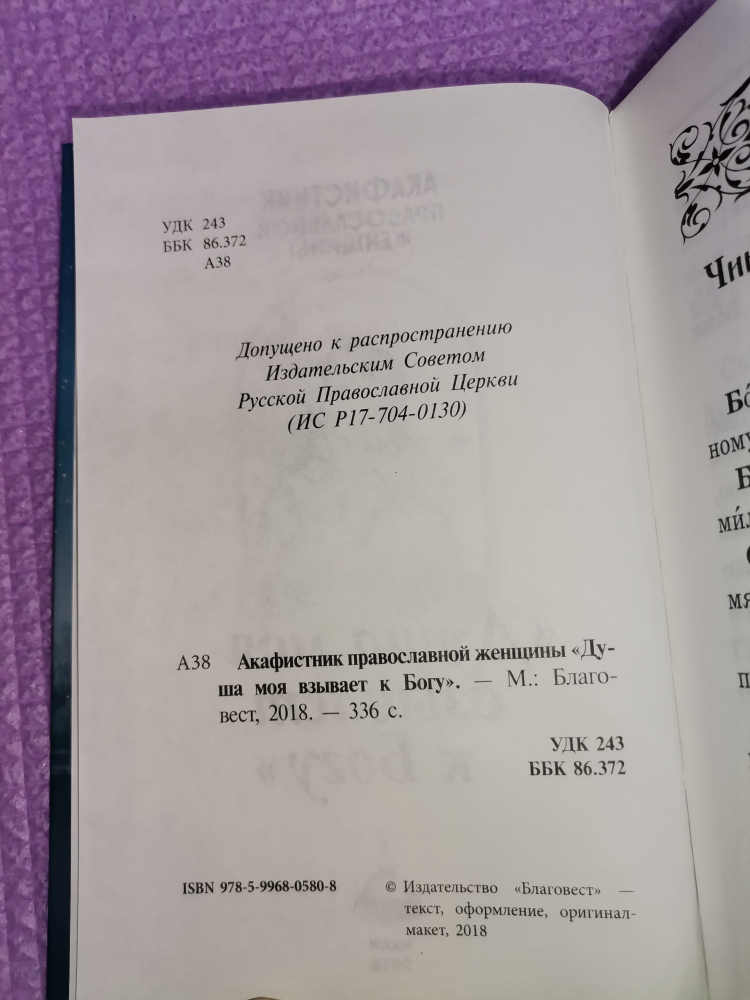 УДК 243
ББК 86.372
А38
Допущено к распространению
Издательским Советом
Русской Православной Церкви
(ИС Р17-704-0130)
А38 Акафистник православной женщины «Ду-
ша моя взывает к Богу». — М.: Благо-
вест, 2018. — 336 с.
УДК 243
ББК 86.372
ISBN 978-5-9968-0580-8
© Издательство «Благовест» —
текст, оформление, оригинал-
макет, 2018